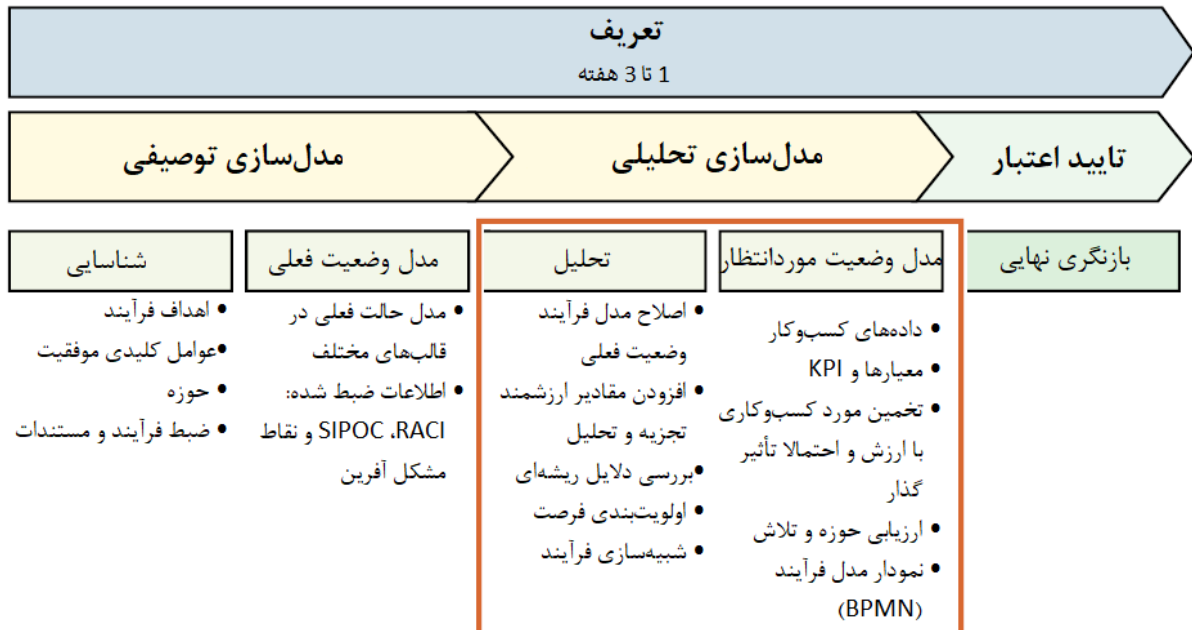 تعریف
1 تا 3 هفته
مدل‌سازی توصیفی
مدل‌سازی تحلیلی
تایید اعتبار
شناسایی
• اهداف فرآیند
•عوامل کلیدی موفقیت
• حوزه
• ضبط فرآیند و مستندات
مدل وضعیت فعلی
• مدل حالت فعلی در
قالب‌های مختلف
• اطلاعات ضبط شده:
SIPOC ،RACI و نقاط
مشکل آفرین
تحلیل
• اصلاح مدل فرآیند
وضعیت فعلی
• افزودن مقادیر ارزشمند
تجزیه و تحلیل
•بررسی دلایل ریشه‌ای
• اولویت‌بندی فرصت
• شبیه‌سازی فرآیند
مدل وضعیت موردانتظار
• داده‌های کسب‌وکار
• معیارها و KPI
• تخمین مورد کسب‌وکاری
با ارزش و احتمالا تأثیر
گذار
• ارزیابی حوزه و تلاش
• نمودار مدل فرآیند
(BPMN)
بازنگری نهایی